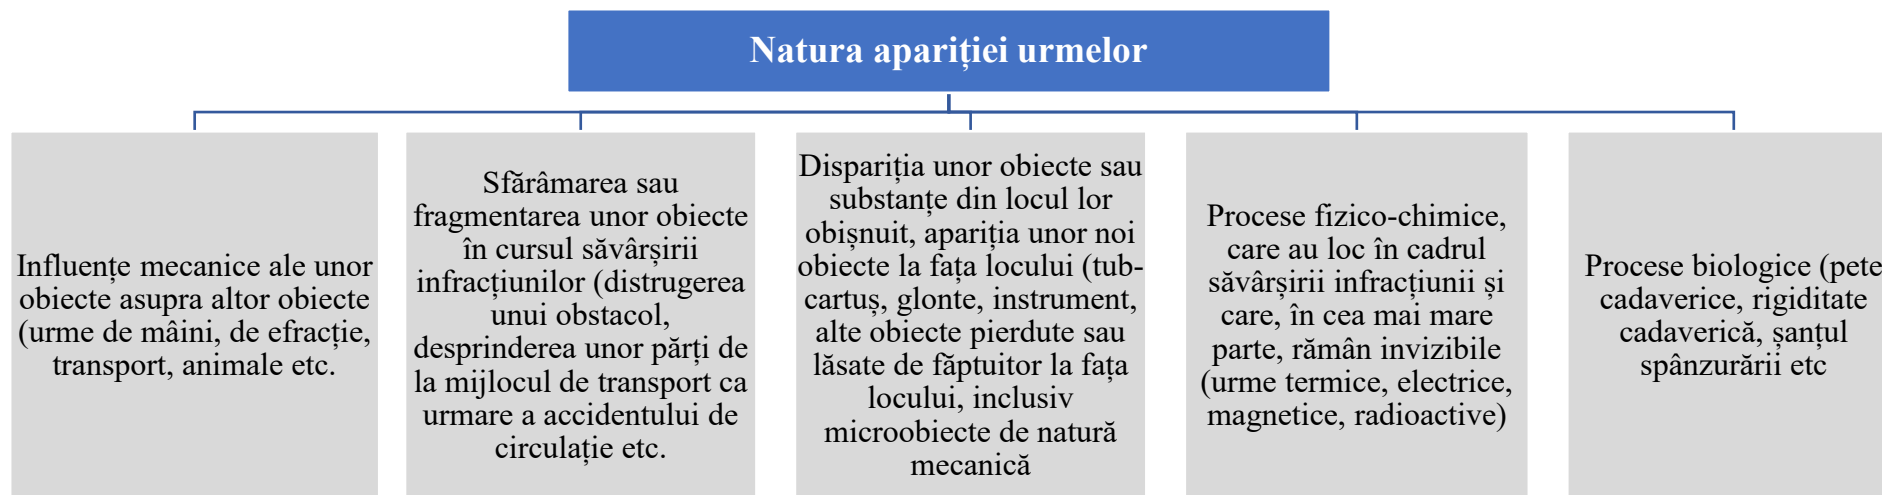 Natura apariției urmelor
Influențe mecanice ale unor
obiecte asupra altor obiecte
(urme de mâini, de efracție,
transport, animale etc.
Sfărâmarea sau
fragmentarea unor obiecte
în cursul săvârșirii
infracțiunilor (distrugerea
unui obstacol,
desprinderea unor părți de
la mijlocul de transport ca
urmare a accidentului de
circulație etc.
Dispariția unor obiecte sau
substanțe din locul lor
obișnuit, apariția unor noi
obiecte la fața locului (tub-
cartuș, glonte, instrument,
alte obiecte pierdute sau
lăsate de făptuitor la fața
locului, inclusiv
microobiecte de natură
mecanică
Procese fizico-chimice,
care au loc în cadrul
săvârșirii infracțiunii și
care, în cea mai mare
parte, rămân invizibile
(urme termice, electrice,
magnetice, radioactive)
Procese biologice (pete
cadaverice, rigiditate
cadaverică, șanțul
spânzurării etc